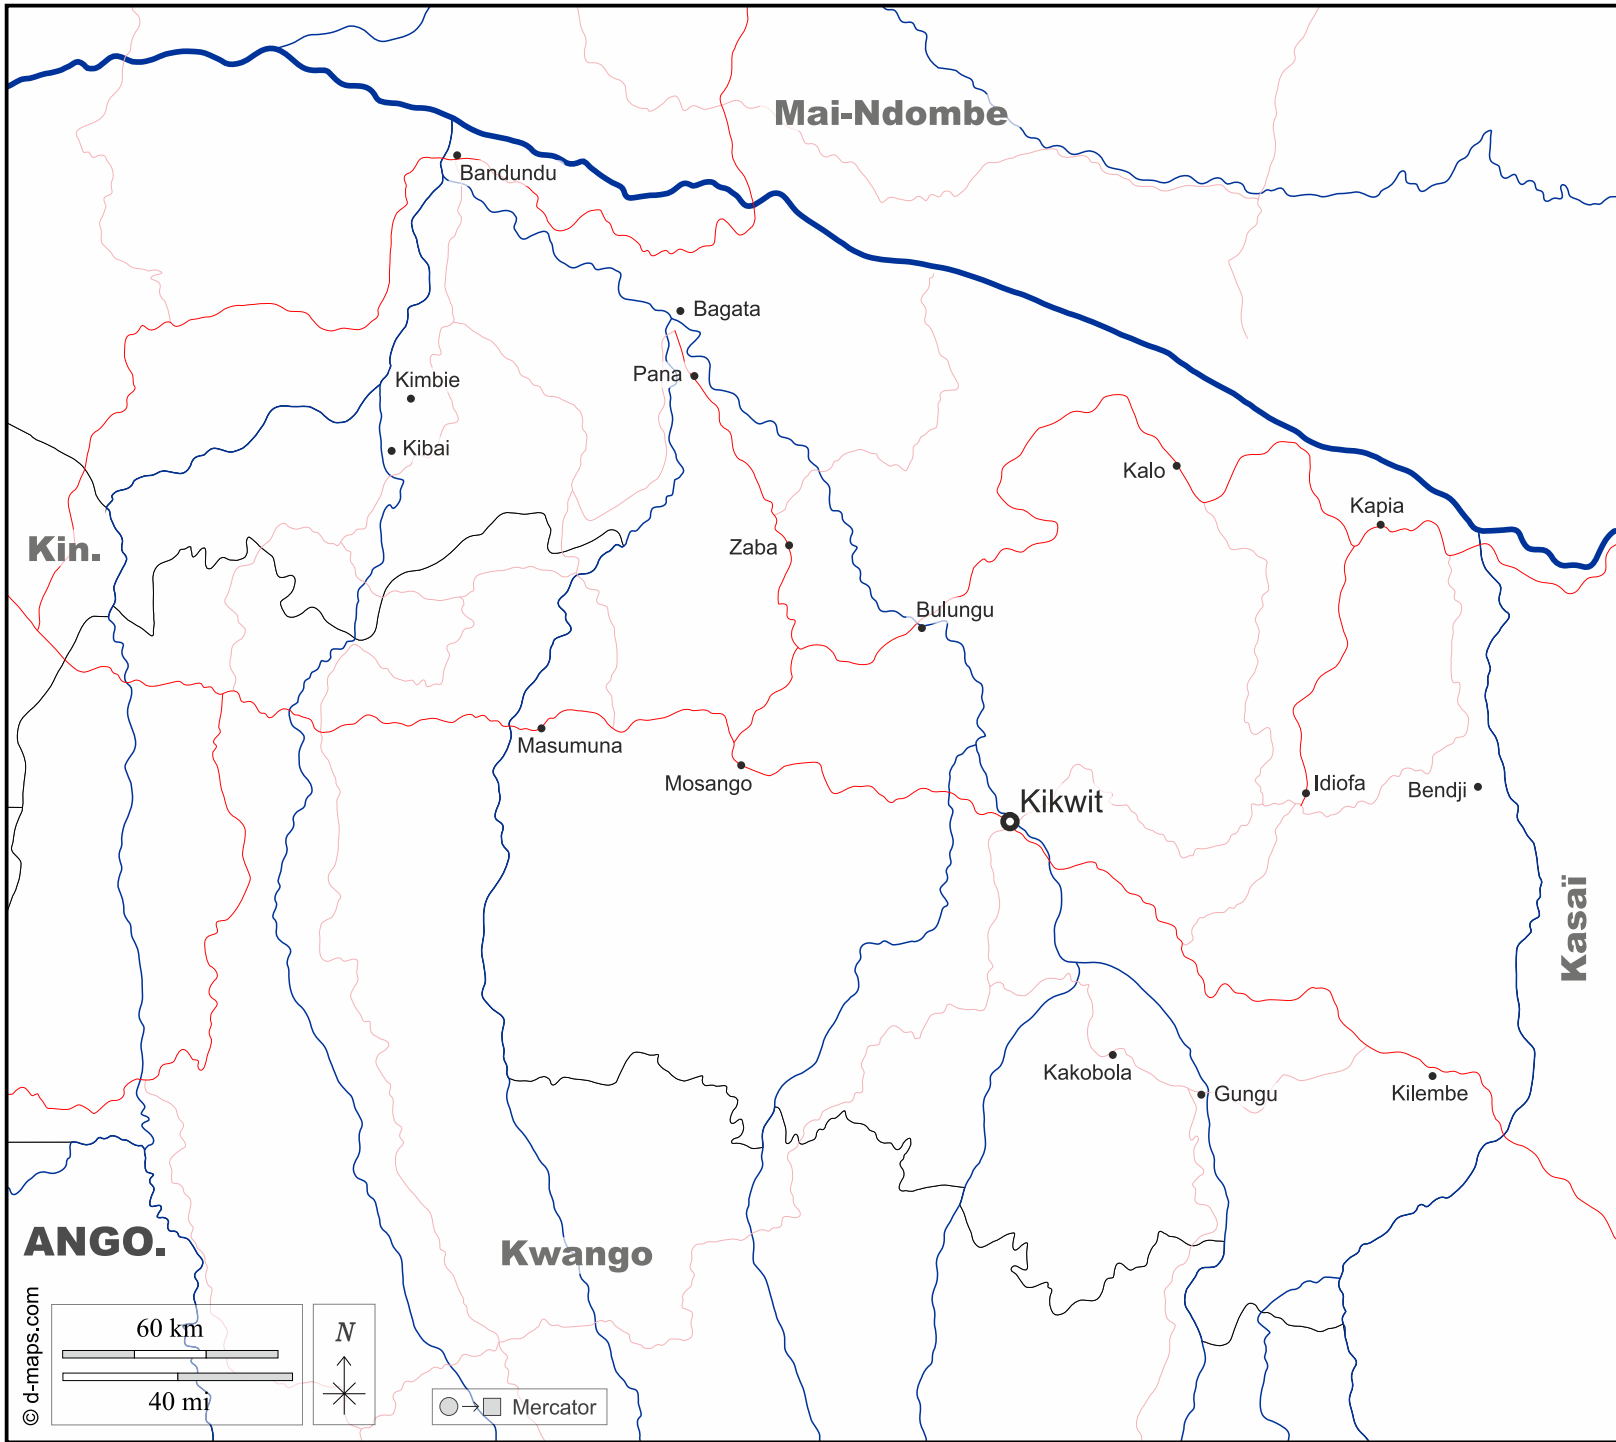 Mai-Ndombe
Bandundu
Bagata
Pana
Kimbie
Kibai
Kalo
Kapia
Kin.
Zaba
Bulungu
Masumuna
Mosango
Kikwit
Idiofa
Bendji
Kasaï
Kakobola
Gungu
Kilembe
ANGO.
Kwango
© d-maps.com
60 km
40 mi
N
Mercator